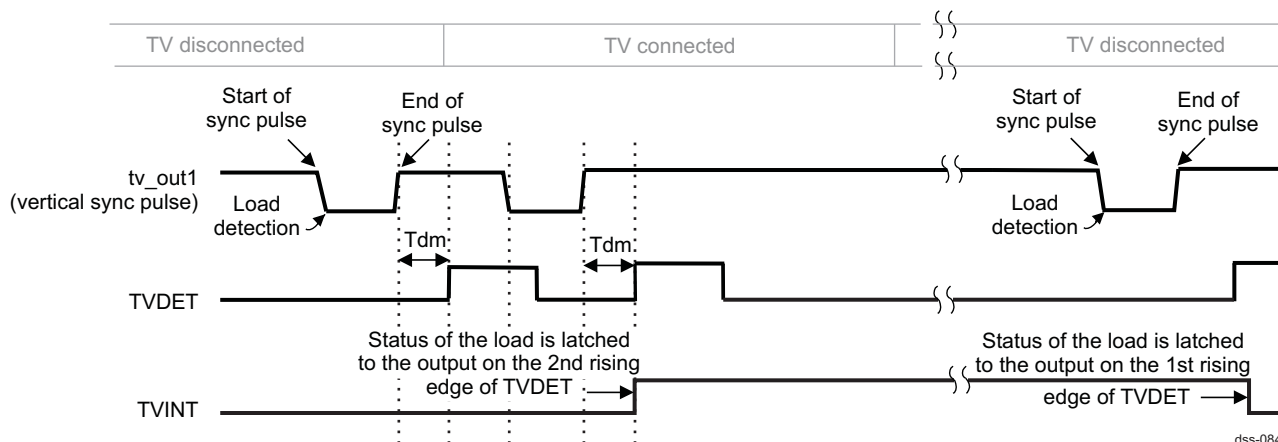 TV disconnected
TV connected
TV disconnected
Start of
sync pulse
End of
sync pulse
Start of
sync pulse
End of
sync pulse
tv_out1
(vertical sync pulse)
Load
detection
Load
detection
Tdm
Tdm
TVDET
Status of the load is latched
to the output on the 2nd rising
edge of TVDET
Status of the load is latched
to the output on the 1st rising
edge of TVDET
TVINT
dss-084